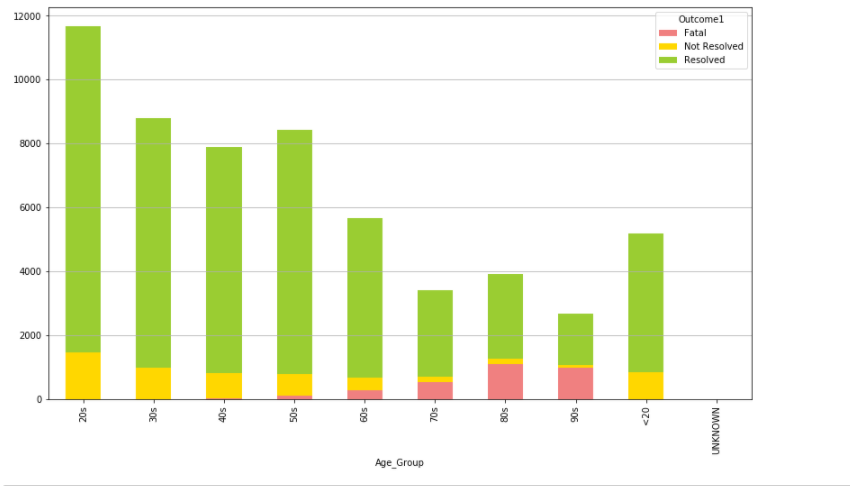 12000
10000
8000
6000
4000
2000
0
Outcome1
Fatal
Not Resolved
Resolved
20s
30s
40s
50s
60s
70s
80s
90s
<20
UNKNOWN
Age_Group